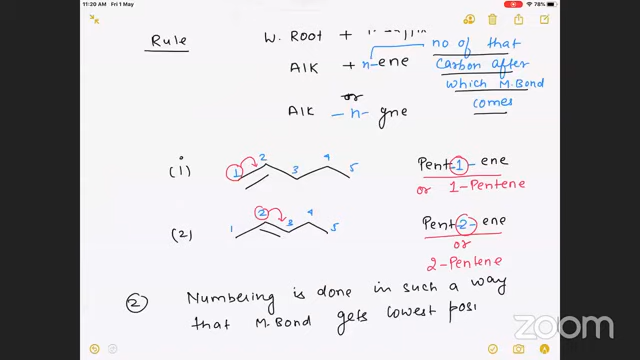 11:20 AM Fri 1 May
78%
Rule
W. Root +
no of that
Alk + n-ene
Carbon after
which M.Bond
or
comes
Alk - n - yne
(i)
1 2 3 4 5
Pent-1-ene
or 1-Pentene
(2)
1 2 3 4 5
Pent-2-ene
or
2-Pentene
② Numbering is done in such a way
that M.Bond gets lowest posi
zoom